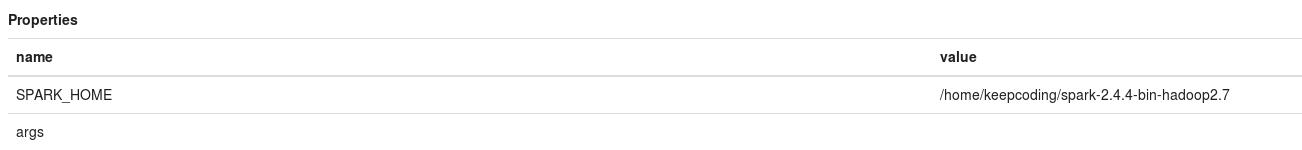 Properties
name value
SPARK_HOME /home/keepcoding/spark-2.4.4-bin-hadoop2.7
args